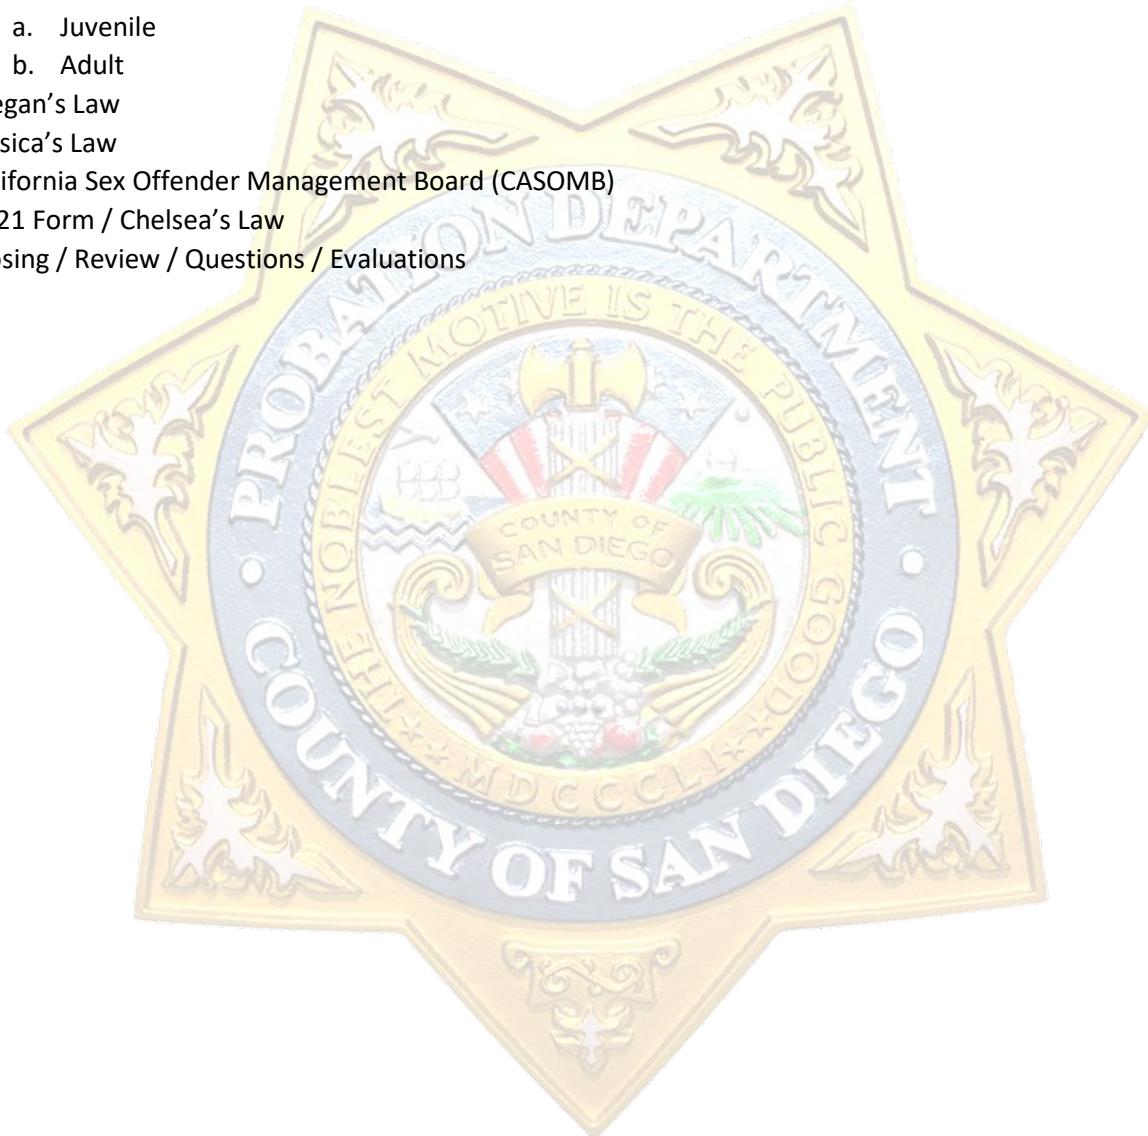 a. Juvenile
b. Adult
egan's Law
sica's Law
ifornia Sex Offender Management Board (CASOMB)
21 Form / Chelsea's Law
osing / Review / Questions / Evaluations
PROBATION DEPARTMENT
THE NOBLEST MOTIVE IS THE PUBLIC GOOD
COUNTY OF
SAN DIEGO
MDCCCLI
COUNTY OF SAN DIEGO